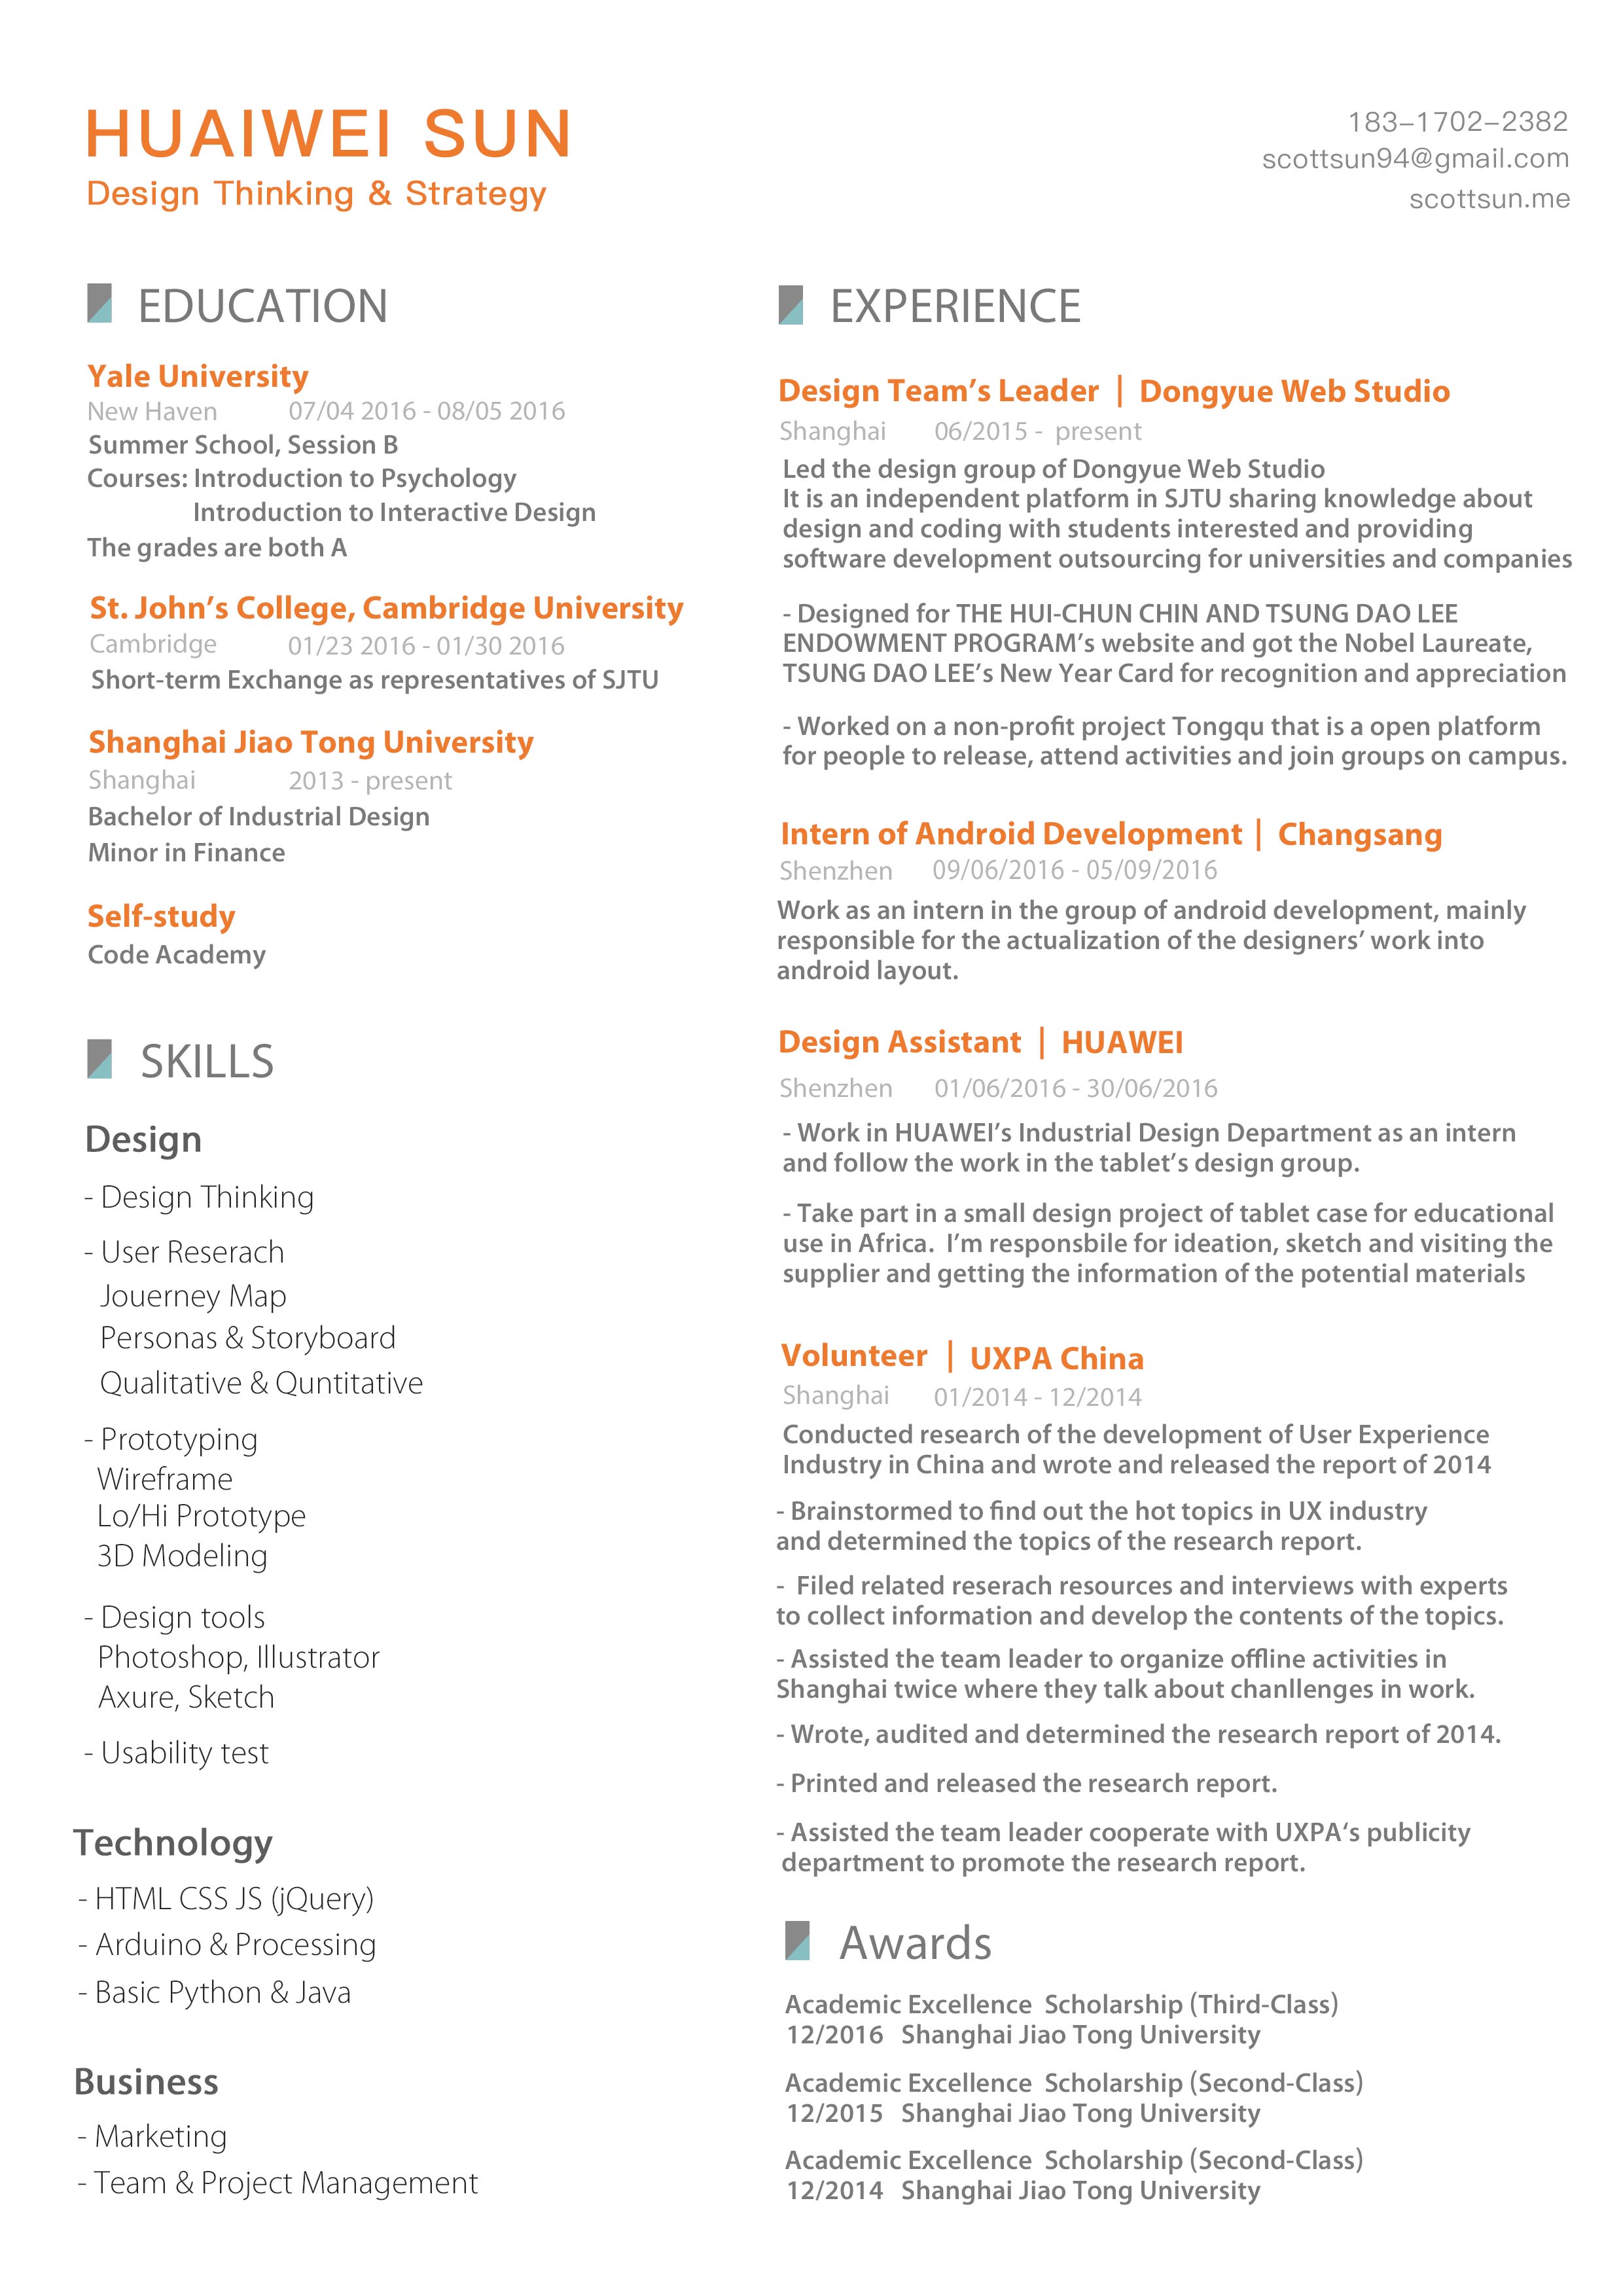 HUAIWEI SUN
Design Thinking & Strategy
183-1702-2382
scottsun94@gmail.com
scottsun.me
EDUCATION
Yale University
New Haven 07/04 2016 - 08/05 2016
Summer School, Session B
Courses: Introduction to Psychology
Introduction to Interactive Design
The grades are both A
St. John’s College, Cambridge University
Cambridge 01/23 2016 - 01/30 2016
Short-term Exchange as representatives of SJTU
Shanghai Jiao Tong University
Shanghai 2013 - present
Bachelor of Industrial Design
Minor in Finance
Self-study
Code Academy
SKILLS
Design
- Design Thinking
- User Reserach
Jouerney Map
Personas & Storyboard
Qualitative & Quntitative
- Prototyping
Wireframe
Lo/Hi Prototype
3D Modeling
- Design tools
Photoshop, Illustrator
Axure, Sketch
- Usability test
Technology
- HTML CSS JS (jQuery)
- Arduino & Processing
- Basic Python & Java
Business
- Marketing
- Team & Project Management
EXPERIENCE
Design Team’s Leader | Dongyue Web Studio
Shanghai 06/2015 - present
Led the design group of Dongyue Web Studio
It is an independent platform in SJTU sharing knowledge about
design and coding with students interested and providing
software development outsourcing for universities and companies
- Designed for THE HUI-CHUN CHIN AND TSUNG DAO LEE
ENDOWMENT PROGRAM’s website and got the Nobel Laureate,
TSUNG DAO LEE’s New Year Card for recognition and appreciation
- Worked on a non-profit project Tongqu that is a open platform
for people to release, attend activities and join groups on campus.
Intern of Android Development | Changsang
Shenzhen 09/06/2016 - 05/09/2016
Work as an intern in the group of android development, mainly
responsible for the actualization of the designers’ work into
android layout.
Design Assistant | HUAWEI
Shenzhen 01/06/2016 - 30/06/2016
- Work in HUAWEI’s Industrial Design Department as an intern
and follow the work in the tablet’s design group.
- Take part in a small design project of tablet case for educational
use in Africa. I’m responsbile for ideation, sketch and visiting the
supplier and getting the information of the potential materials
Volunteer | UXPA China
Shanghai 01/2014 - 12/2014
Conducted research of the development of User Experience
Industry in China and wrote and released the report of 2014
- Brainstormed to find out the hot topics in UX industry
and determined the topics of the research report.
- Filed related reserach resources and interviews with experts
to collect information and develop the contents of the topics.
- Assisted the team leader to organize offline activities in
Shanghai twice where they talk about chanllenges in work.
- Wrote, audited and determined the research report of 2014.
- Printed and released the research report.
- Assisted the team leader cooperate with UXPA‘s publicity
department to promote the research report.
Awards
Academic Excellence Scholarship (Third-Class)
12/2016 Shanghai Jiao Tong University
Academic Excellence Scholarship (Second-Class)
12/2015 Shanghai Jiao Tong University
Academic Excellence Scholarship (Second-Class)
12/2014 Shanghai Jiao Tong University